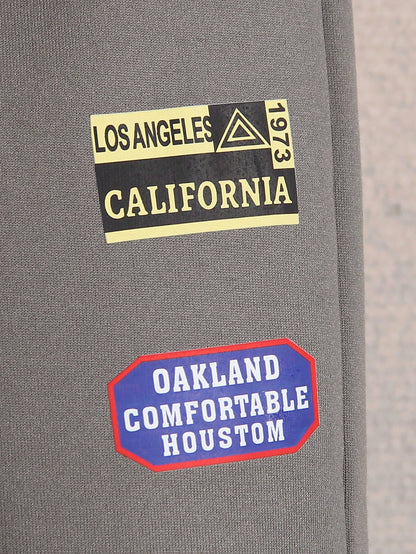 LOS ANGELES
1973
CALIFORNIA
OAKLAND
COMFORTABLE
HOUSTOM